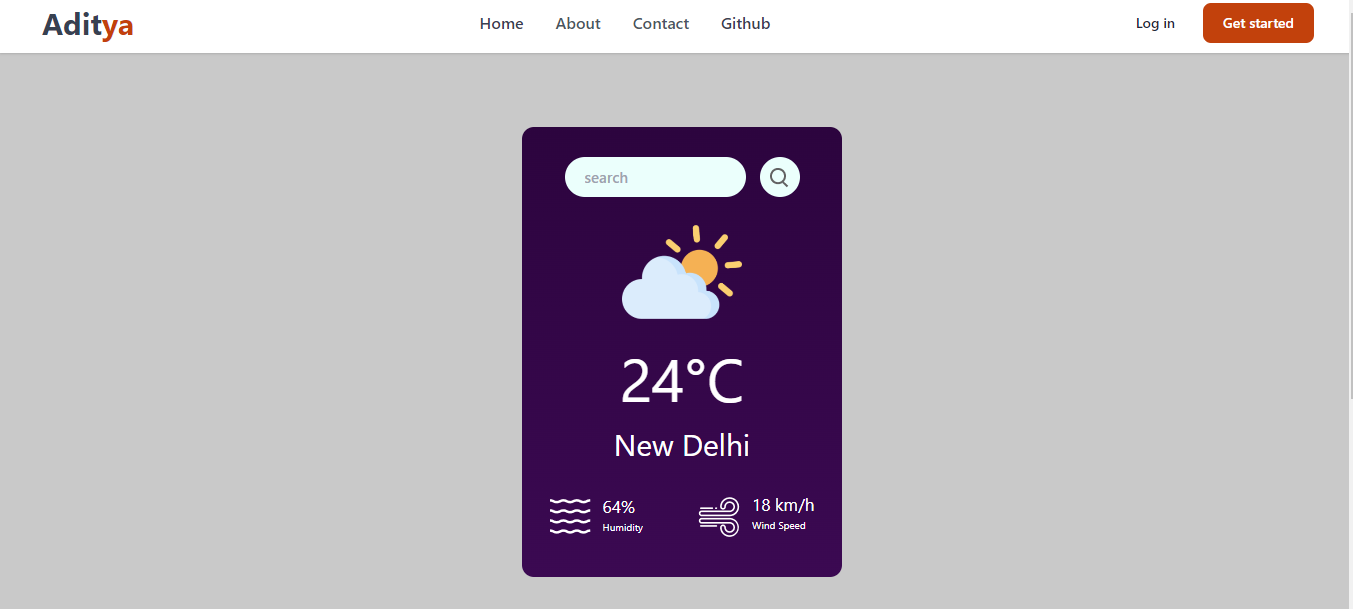 Aditya
Home About Contact Github
Log in
Get started
search
24°C
New Delhi
64%
Humidity
18 km/h
Wind Speed